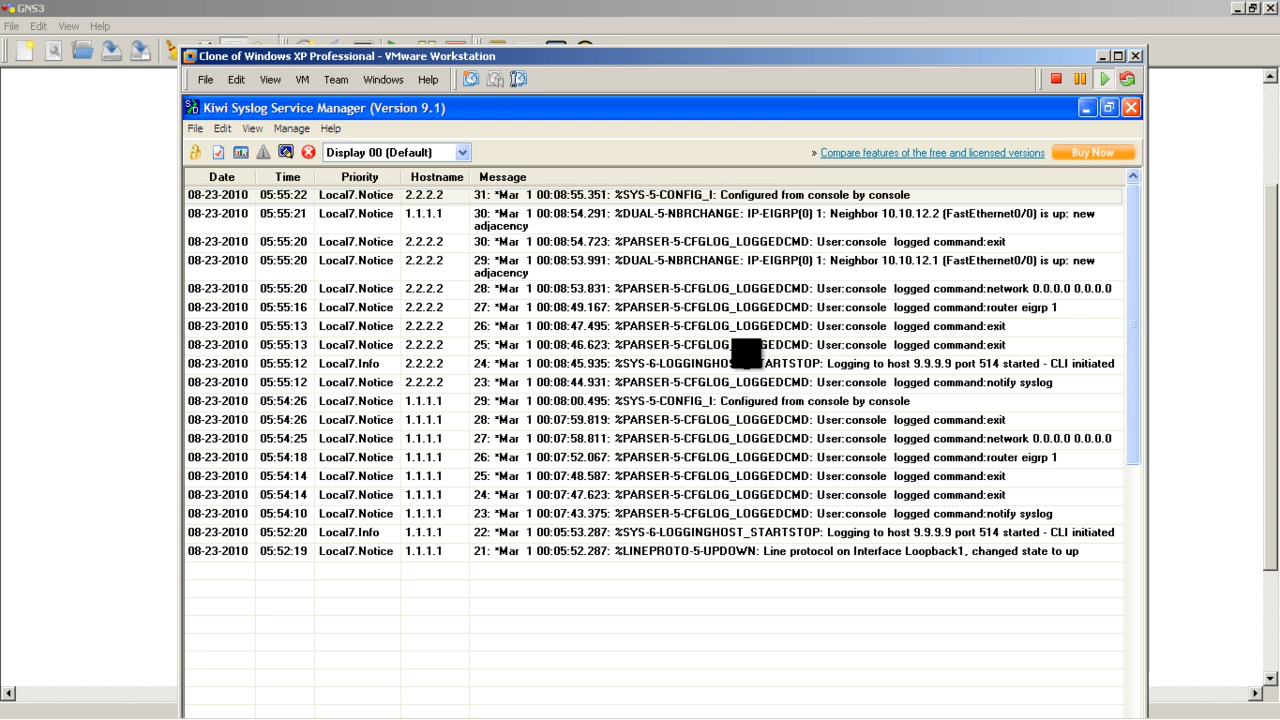 GNS3
File Edit View Help
Clone of Windows XP Professional - VMware Workstation
File Edit View VM Team Windows Help
Kiwi Syslog Service Manager (Version 9.1)
File Edit View Manage Help
Display 00 (Default) » Compare features of the free and licensed versions Buy Now
Date Time Priority Hostname Message
08-23-2010 05:55:22 Local7.Notice 2.2.2.2 31: *Mar 1 00:08:55.351: %SYS-5-CONFIG_I: Configured from console by console
08-23-2010 05:55:21 Local7.Notice 1.1.1.1 30: *Mar 1 00:08:54.291: %DUAL-5-NBRCHANGE: IP-EIGRP(0) 1: Neighbor 10.10.12.2 (FastEthernet0/0) is up: new
adjacency
08-23-2010 05:55:20 Local7.Notice 2.2.2.2 30: *Mar 1 00:08:54.723: %PARSER-5-CFGLOG_LOGGEDCMD: User:console logged command:exit
08-23-2010 05:55:20 Local7.Notice 2.2.2.2 29: *Mar 1 00:08:53.991: %DUAL-5-NBRCHANGE: IP-EIGRP(0) 1: Neighbor 10.10.12.1 (FastEthernet0/0) is up: new
adjacency
08-23-2010 05:55:20 Local7.Notice 2.2.2.2 28: *Mar 1 00:08:53.831: %PARSER-5-CFGLOG_LOGGEDCMD: User:console logged command:network 0.0.0.0 0.0.0.0
08-23-2010 05:55:16 Local7.Notice 2.2.2.2 27: *Mar 1 00:08:49.167: %PARSER-5-CFGLOG_LOGGEDCMD: User:console logged command:router eigrp 1
08-23-2010 05:55:13 Local7.Notice 2.2.2.2 26: *Mar 1 00:08:47.495: %PARSER-5-CFGLOG_LOGGEDCMD: User:console logged command:exit
08-23-2010 05:55:13 Local7.Notice 2.2.2.2 25: *Mar 1 00:08:46.623: User:console logged command:exit
08-23-2010 05:55:12 Local7.Info 2.2.2.2 24: *Mar 1 00:08:45.935: Logging to host 9.9.9.9 port 514 started - CLI initiated
08-23-2010 05:55:12 Local7.Notice 2.2.2.2 23: *Mar 1 00:08:44.931: %PARSER-5-CFGLOG_LOGGEDCMD: User:console logged command:notify syslog
08-23-2010 05:54:26 Local7.Notice 1.1.1.1 29: *Mar 1 00:08:00.495: %SYS-5-CONFIG_I: Configured from console by console
08-23-2010 05:54:26 Local7.Notice 1.1.1.1 28: *Mar 1 00:07:59.819: %PARSER-5-CFGLOG_LOGGEDCMD: User:console logged command:exit
08-23-2010 05:54:25 Local7.Notice 1.1.1.1 27: *Mar 1 00:07:58.811: %PARSER-5-CFGLOG_LOGGEDCMD: User:console logged command:network 0.0.0.0 0.0.0.0
08-23-2010 05:54:18 Local7.Notice 1.1.1.1 26: *Mar 1 00:07:52.067: %PARSER-5-CFGLOG_LOGGEDCMD: User:console logged command:router eigrp 1
08-23-2010 05:54:14 Local7.Notice 1.1.1.1 25: *Mar 1 00:07:48.587: %PARSER-5-CFGLOG_LOGGEDCMD: User:console logged command:exit
08-23-2010 05:54:14 Local7.Notice 1.1.1.1 24: *Mar 1 00:07:47.623: %PARSER-5-CFGLOG_LOGGEDCMD: User:console logged command:exit
08-23-2010 05:54:10 Local7.Notice 1.1.1.1 23: *Mar 1 00:07:43.375: %PARSER-5-CFGLOG_LOGGEDCMD: User:console logged command:notify syslog
08-23-2010 05:52:20 Local7.Info 1.1.1.1 22: *Mar 1 00:05:53.287: %SYS-6-LOGGINGHOST_STARTSTOP: Logging to host 9.9.9.9 port 514 started - CLI initiated
08-23-2010 05:52:19 Local7.Notice 1.1.1.1 21: *Mar 1 00:05:52.287: %LINEPROTO-5-UPDOWN: Line protocol on Interface Loopback1, changed state to up